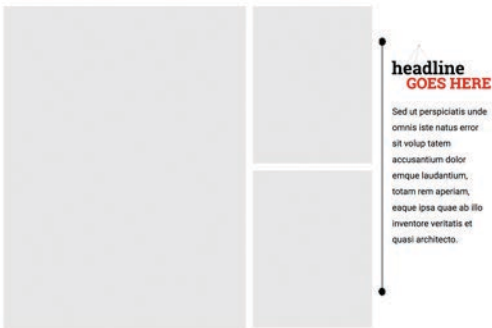 headline
GOES HERE
Sed ut perspiciatis unde
omnis iste natus error
sit volup tatem
accusantium dolor
emque laudantium,
totam rem aperiam,
eaque ipsa quae ab illo
inventore veritatis et
quasi architecto.